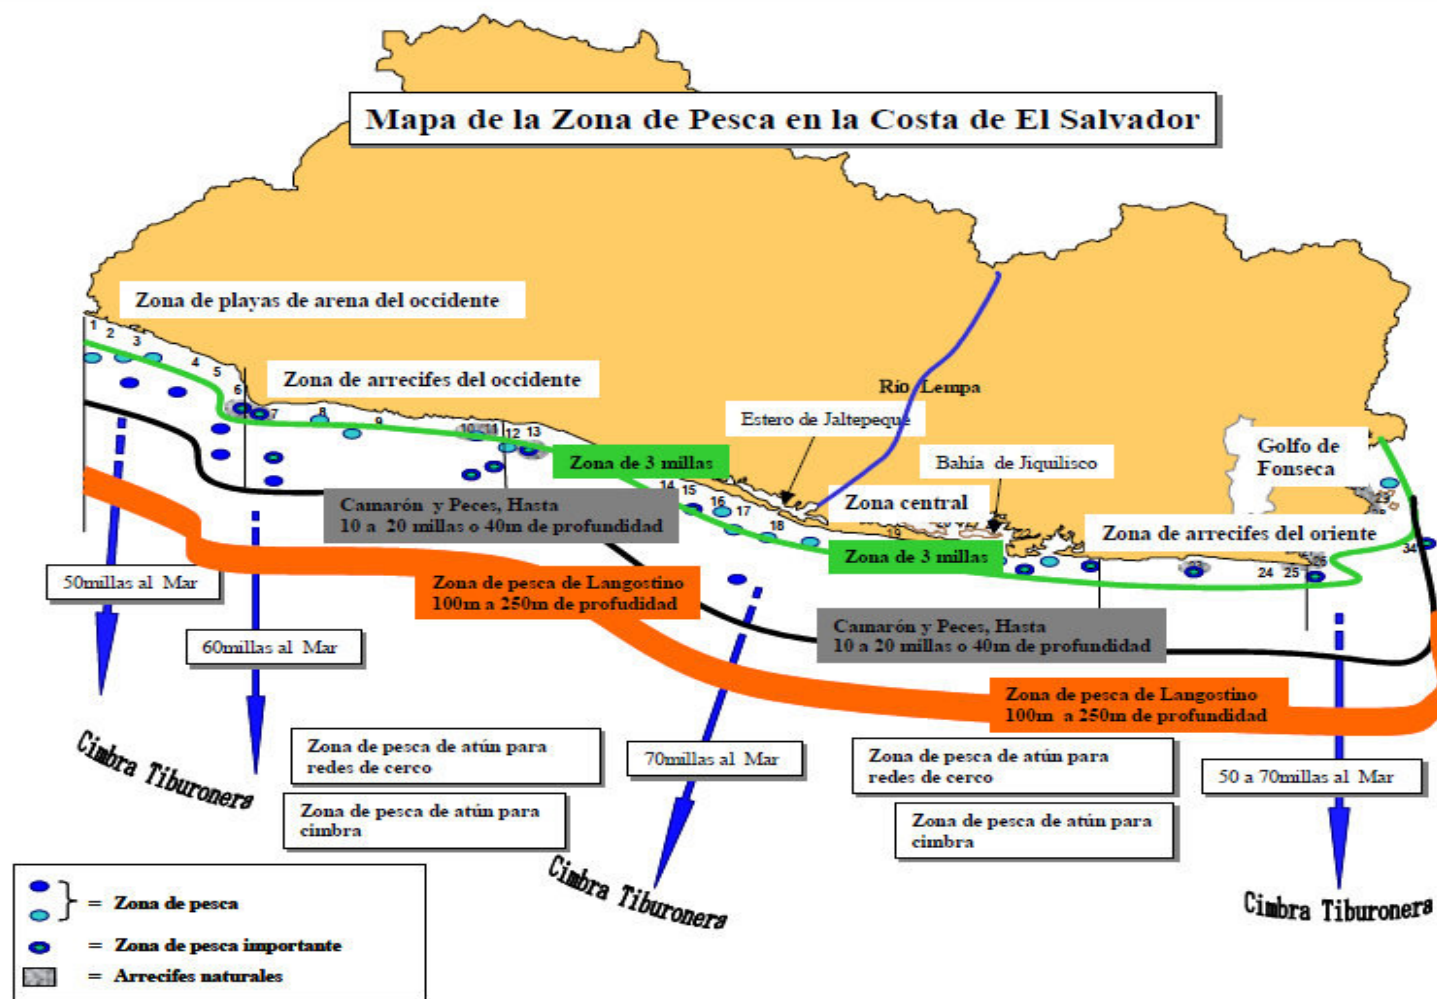 Mapa de la Zona de Pesca en la Costa de El Salvador
Zona de playas de arena del occidente
1
2
3
4
5
6
7
Zona de arrecifes del occidente
8
9
10
11
12
13
Río Lempa
Estero de Jaltepeque
Zona de 3 millas
Bahía de Jiquilisco
Golfo de
Fonseca
14
15
16
17
18
19
Zona central
Zona de arrecifes del oriente
Camarón y Peces, Hasta
10 a 20 millas o 40m de profundidad
Zona de 3 millas
24
25
26
29
34
50millas al Mar
Zona de pesca de Langostino
100m a 250m de profudidad
60millas al Mar
Camarón y Peces, Hasta
10 a 20 millas o 40m de profundidad
Zona de pesca de Langostino
100m a 250m de profundidad
Cimbra Tiburonera
Zona de pesca de atún para
redes de cerco
70millas al Mar
Zona de pesca de atún para
redes de cerco
50 a 70millas al Mar
Zona de pesca de atún para
cimbra
Zona de pesca de atún para
cimbra
Cimbra Tiburonera
Cimbra Tiburonera
= Zona de pesca
= Zona de pesca importante
= Arrecifes naturales